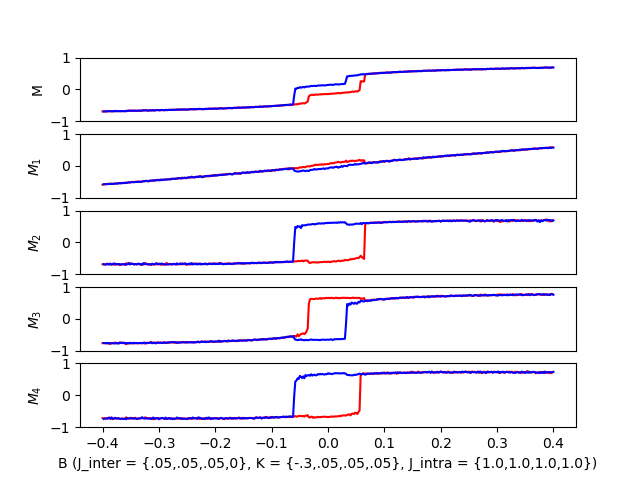 M
1
0
−1
M₁
1
0
−1
M₂
1
0
−1
M₃
1
0
−1
M₄
1
0
−1
−0.4 −0.3 −0.2 −0.1 0.0 0.1 0.2 0.3 0.4
B (J_inter = {.05,.05,.05,0}, K = {-.3,.05,.05,.05}, J_intra = {1.0,1.0,1.0,1.0})